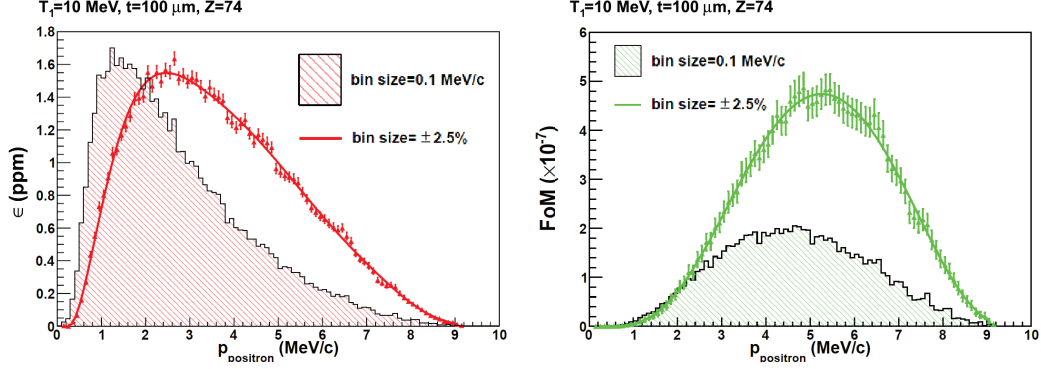 T1=10 MeV, t=100 μm, Z=74
ϵ (ppm)
1.8
1.6
1.4
1.2
1
0.8
0.6
0.4
0.2
0
bin size=0.1 MeV/c
bin size= ±2.5%
0 1 2 3 4 5 6 7 8 9 10
ppositron (MeV/c)
T1=10 MeV, t=100 μm, Z=74
FoM (×10-7)
6
5
4
3
2
1
0
bin size=0.1 MeV/c
bin size= ±2.5%
0 1 2 3 4 5 6 7 8 9 10
ppositron (MeV/c)